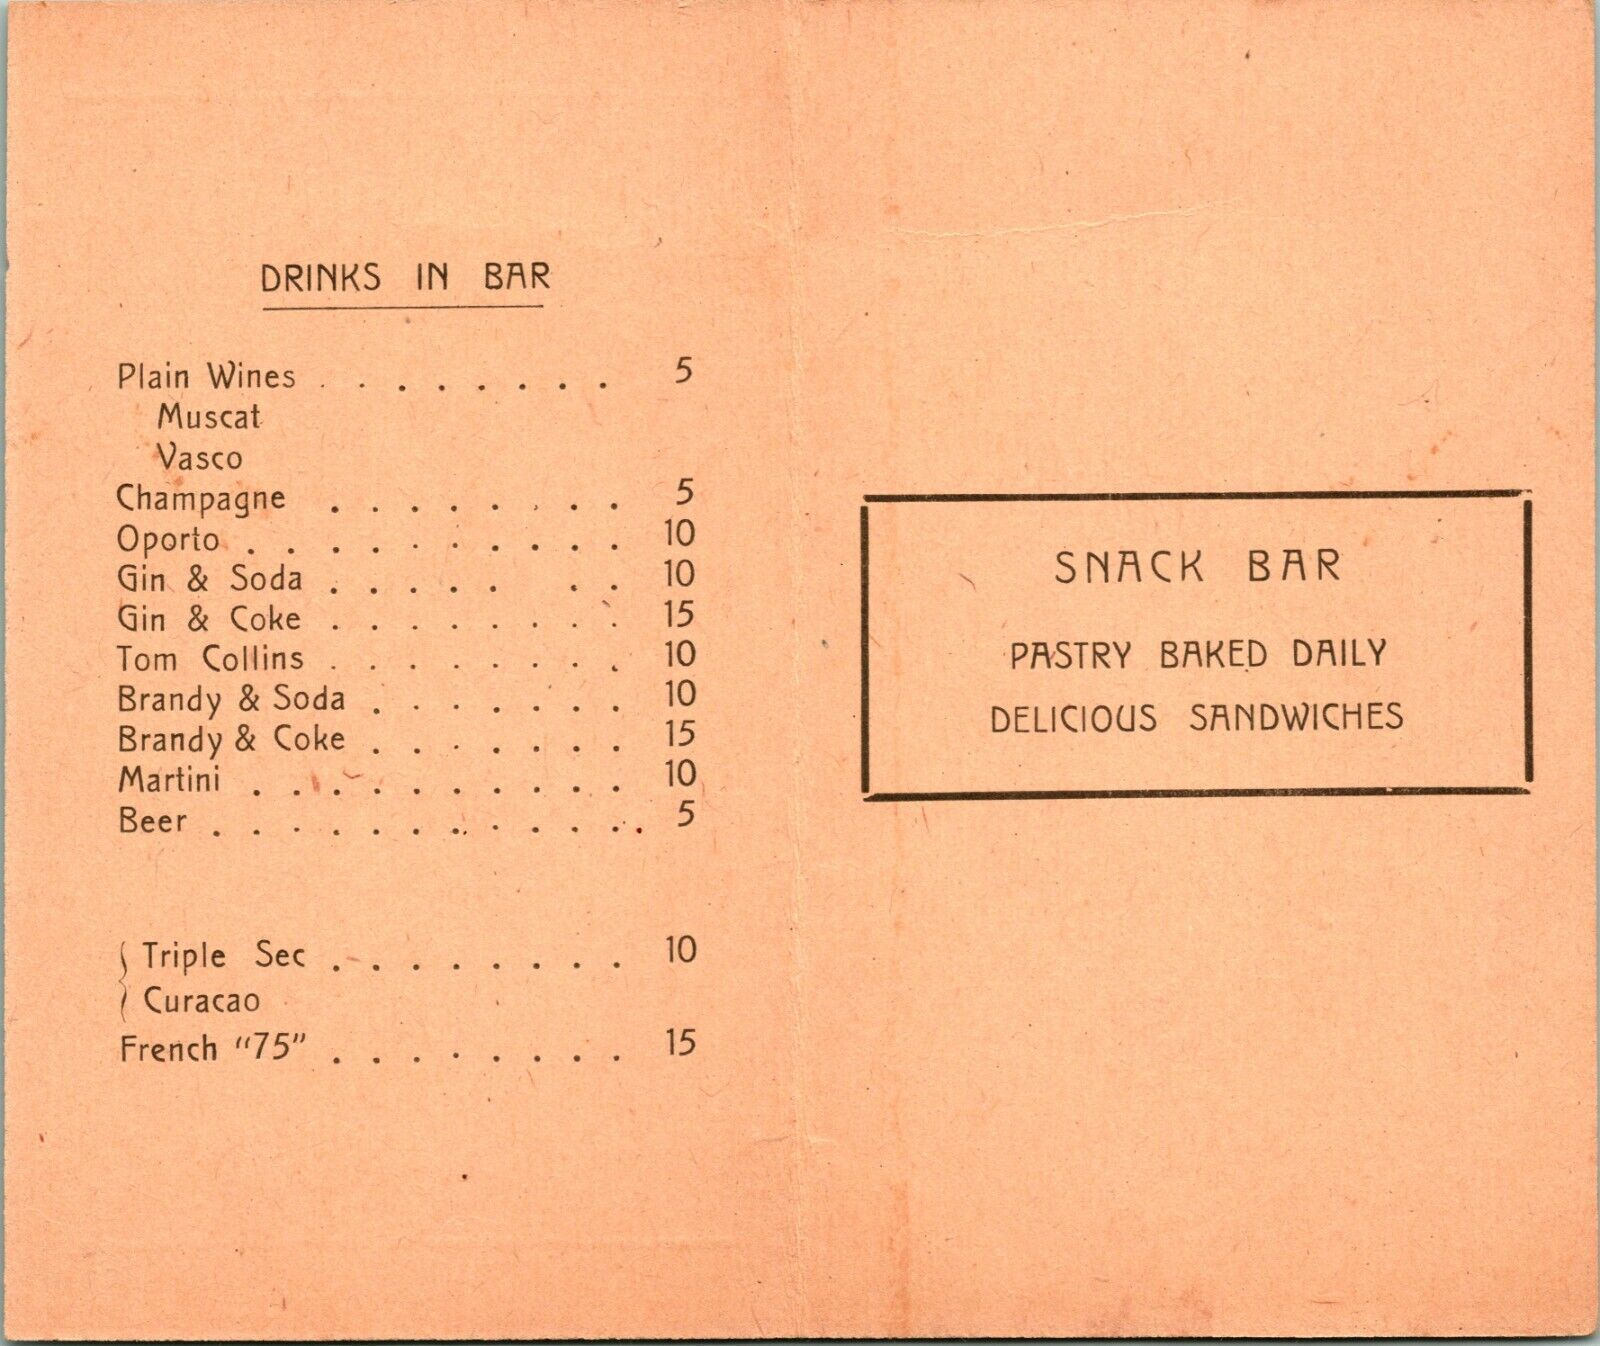 DRINKS IN BAR
Plain Wines . . . . . . . . 5
Muscat
Vasco
Champagne . . . . . . . . 5
Oporto . . . . . . . . . . 10
Gin & Soda . . . . . . . 10
Gin & Coke . . . . . . . . 15
Tom Collins . . . . . . . . 10
Brandy & Soda . . . . . . . 10
Brandy & Coke . . . . . . . 15
Martini . . . . . . . . . . 10
Beer . . . . . . . . . . . 5
{ Triple Sec . . . . . . . . 10
Curacao
French "75" . . . . . . . . 15
SNACK BAR
PASTRY BAKED DAILY
DELICIOUS SANDWICHES